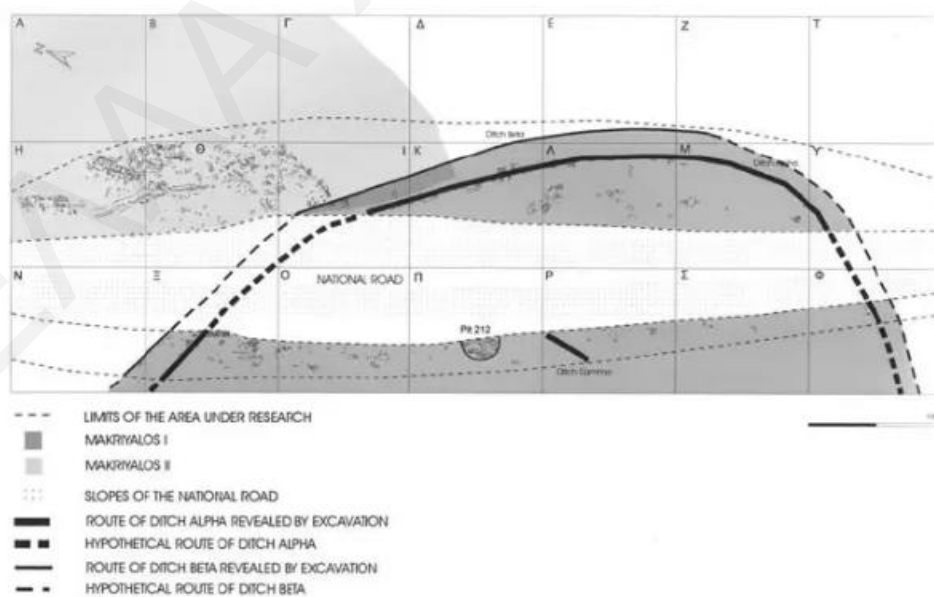 Α Β Γ Δ Ε Ζ Τ
Ditch Beta
Η Θ Ι Κ Λ Μ Υ
Ν Ξ Ο Π Ρ Σ Φ
NATIONAL ROAD
Pit 212
Ditch Gamma
LIMITS OF THE AREA UNDER RESEARCH
MAKRIYALOS I
MAKRIYALOS II
SLOPES OF THE NATIONAL ROAD
ROUTE OF DITCH ALPHA REVEALED BY EXCAVATION
HYPOTHETICAL ROUTE OF DITCH ALPHA
ROUTE OF DITCH BETA REVEALED BY EXCAVATION
HYPOTHETICAL ROUTE OF DITCH BETA